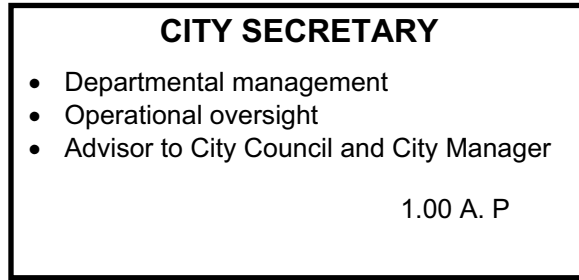 CITY SECRETARY
• Departmental management
• Operational oversight
• Advisor to City Council and City Manager
1.00 A. P